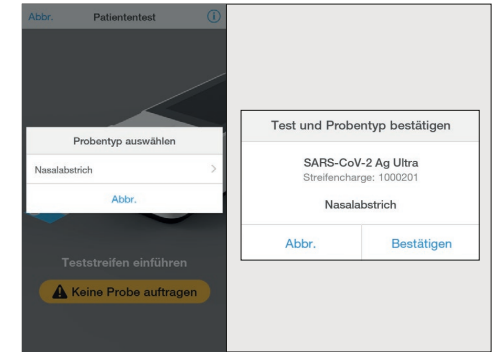 Abbr.
Patiententest
Probentyp auswählen
Nasalabstrich
Abbr.
Teststreifen einführen
Keine Probe auftragen
Test und Probentyp bestätigen
SARS-CoV-2 Ag Ultra
Streifencharge: 1000201
Nasalabstrich
Abbr.
Bestätigen